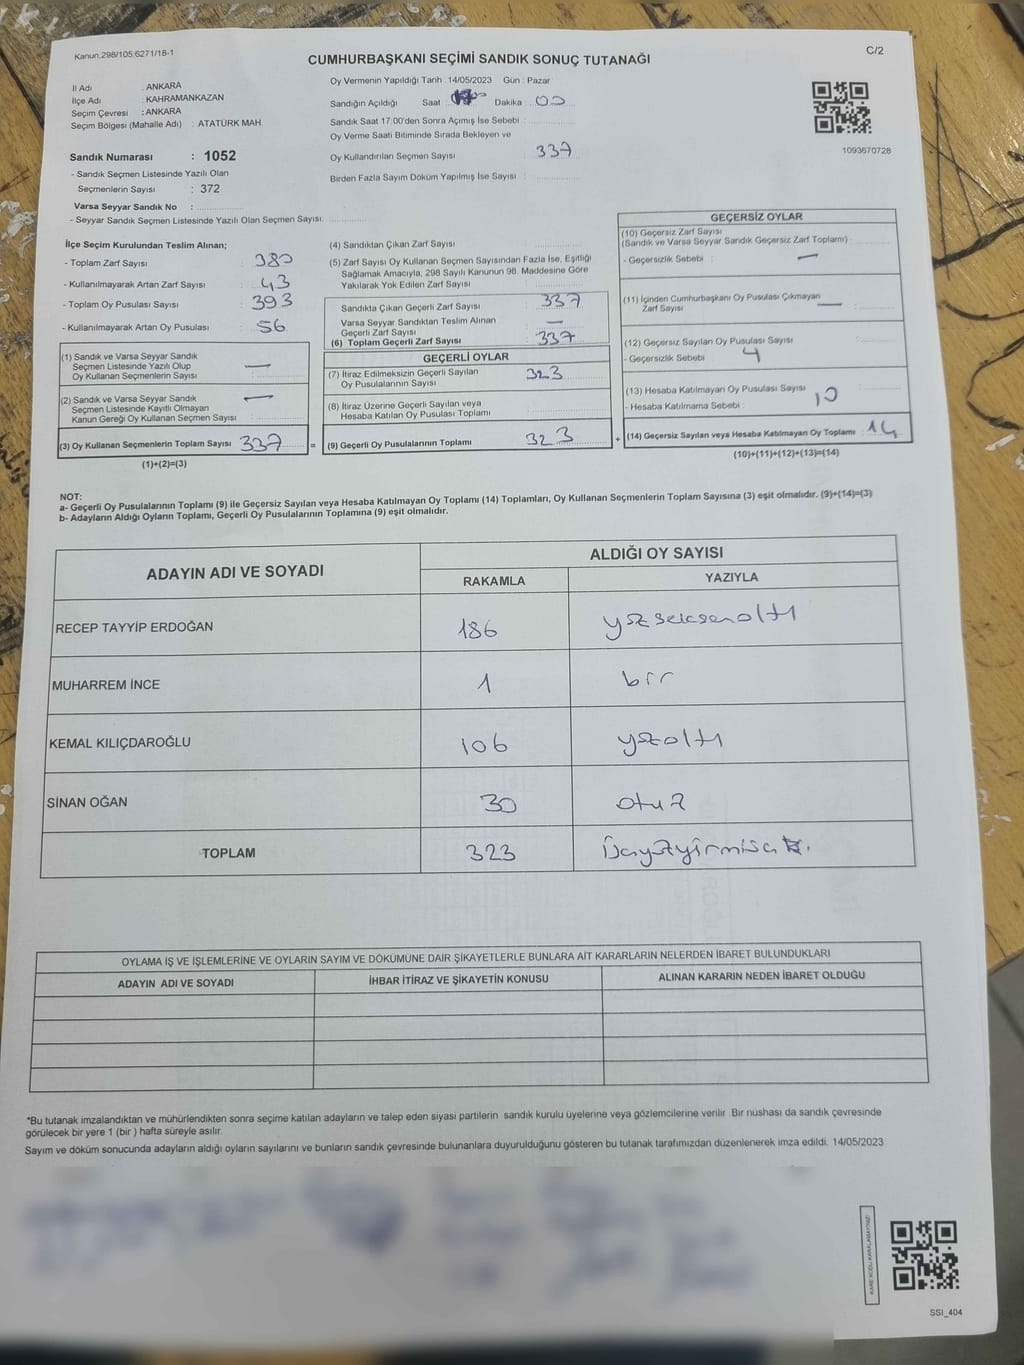 Kanun.298/105;6271/18-1
C/2
CUMHURBAŞKANI SEÇİMİ SANDIK SONUÇ TUTANAĞI
İl Adı : ANKARA
İlçe Adı : KAHRAMANKAZAN
Seçim Çevresi : ANKARA
Seçim Bölgesi (Mahalle Adı) : ATATÜRK MAH.
Sandık Numarası : 1052
- Sandık Seçmen Listesinde Yazılı Olan
Seçmenlerin Sayısı : 372
Varsa Seyyar Sandık No :
- Seyyar Sandık Seçmen Listesinde Yazılı Olan Seçmen Sayısı:
Oy Vermenin Yapıldığı Tarih : 14/05/2023 Gün : Pazar
Sandığın Açıldığı Saat 17:00 Dakika 00
Sandık Saat 17:00'den Sonra Açımış İse Sebebi :
Oy Verme Saati Bitiminde Sırada Bekleyen ve
Oy Kullandırılan Seçmen Sayısı 337
Birden Fazla Sayım Döküm Yapılmış İse Sayısı :
1093670728
İlçe Seçim Kurulundan Teslim Alınan;
- Toplam Zarf Sayısı : 380
- Kullanılmayarak Artan Zarf Sayısı : 43
- Toplam Oy Pusulası Sayısı : 393
- Kullanılmayarak Artan Oy Pusulası : 56
(1) Sandık ve Varsa Seyyar Sandık
Seçmen Listesinde Yazılı Olup
Oy Kullanan Seçmenlerin Sayısı : —
(2) Sandık ve Varsa Seyyar Sandık
Seçmen Listesinde Kayıtlı Olmayan
Kanun Gereği Oy Kullanan Seçmen Sayısı : —
(3) Oy Kullanan Seçmenlerin Toplam Sayısı 337 =
(1)+(2)=(3)
(4) Sandıktan Çıkan Zarf Sayısı
(5) Zarf Sayısı Oy Kullanan Seçmen Sayısından Fazla İse, Eşitliği
Sağlamak Amacıyla, 298 Sayılı Kanunun 98. Maddesine Göre
Yakılarak Yok Edilen Zarf Sayısı
Sandıkta Çıkan Geçerli Zarf Sayısı 337
Varsa Seyyar Sandıktan Teslim Alınan
Geçerli Zarf Sayısı —
(6) Toplam Geçerli Zarf Sayısı 337
GEÇERLİ OYLAR
(7) İtiraz Edilmeksizin Geçerli Sayılan
Oy Pusulalarının Sayısı 323
(8) İtiraz Üzerine Geçerli Sayılan veya
Hesaba Katılan Oy Pusulası Toplamı
(9) Geçerli Oy Pusulalarının Toplamı 323 +
GEÇERSİZ OYLAR
(10) Geçersiz Zarf Sayısı
(Sandık ve Varsa Seyyar Sandık Geçersiz Zarf Toplamı)
- Geçersizlik Sebebi : —
(11) İçinden Cumhurbaşkanı Oy Pusulası Çıkmayan
Zarf Sayısı —
(12) Geçersiz Sayılan Oy Pusulası Sayısı
- Geçersizlik Sebebi 4
(13) Hesaba Katılmayan Oy Pusulası Sayısı
- Hesaba Katılmama Sebebi : 10
(14) Geçersiz Sayılan veya Hesaba Katılmayan Oy Toplamı 14
(10)+(11)+(12)+(13)=(14)
NOT:
a- Geçerli Oy Pusulalarının Toplamı (9) ile Geçersiz Sayılan veya Hesaba Katılmayan Oy Toplamı (14) Toplamları, Oy Kullanan Seçmenlerin Toplam Sayısına (3) eşit olmalıdır. (9)+(14)=(3)
b- Adayların Aldığı Oyların Toplamı, Geçerli Oy Pusulalarının Toplamına (9) eşit olmalıdır.
ADAYIN ADI VE SOYADI
ALDIĞI OY SAYISI
RAKAMLA YAZIYLA
RECEP TAYYİP ERDOĞAN 186 yüzseksenaltı
MUHARREM İNCE 1 bir
KEMAL KILIÇDAROĞLU 106 yüzaltı
SİNAN OĞAN 30 otuz
TOPLAM 323 üçyüzyirmiüç
OYLAMA İŞ VE İŞLEMLERİNE VE OYLARIN SAYIM VE DÖKÜMÜNE DAİR ŞİKAYETLERLE BUNLARA AİT KARARLARIN NELERDEN İBARET BULUNDUKLARI
ADAYIN ADI VE SOYADI İHBAR İTİRAZ VE ŞİKAYETİN KONUSU ALINAN KARARIN NEDEN İBARET OLDUĞU
*Bu tutanak imzalandıktan ve mühürlendikten sonra seçime katılan adayların ve talep eden siyasi partilerin sandık kurulu üyelerine veya gözlemcilerine verilir. Bir nüshası da sandık çevresinde
görülecek bir yere 1 (bir) hafta süreyle asılır.
Sayım ve döküm sonucunda adayların aldığı oyların sayılarını ve bunların sandık çevresinde bulunanlara duyurulduğunu gösteren bu tutanak tarafımızdan düzenlenerek imza edildi. 14/05/2023
SSI_404